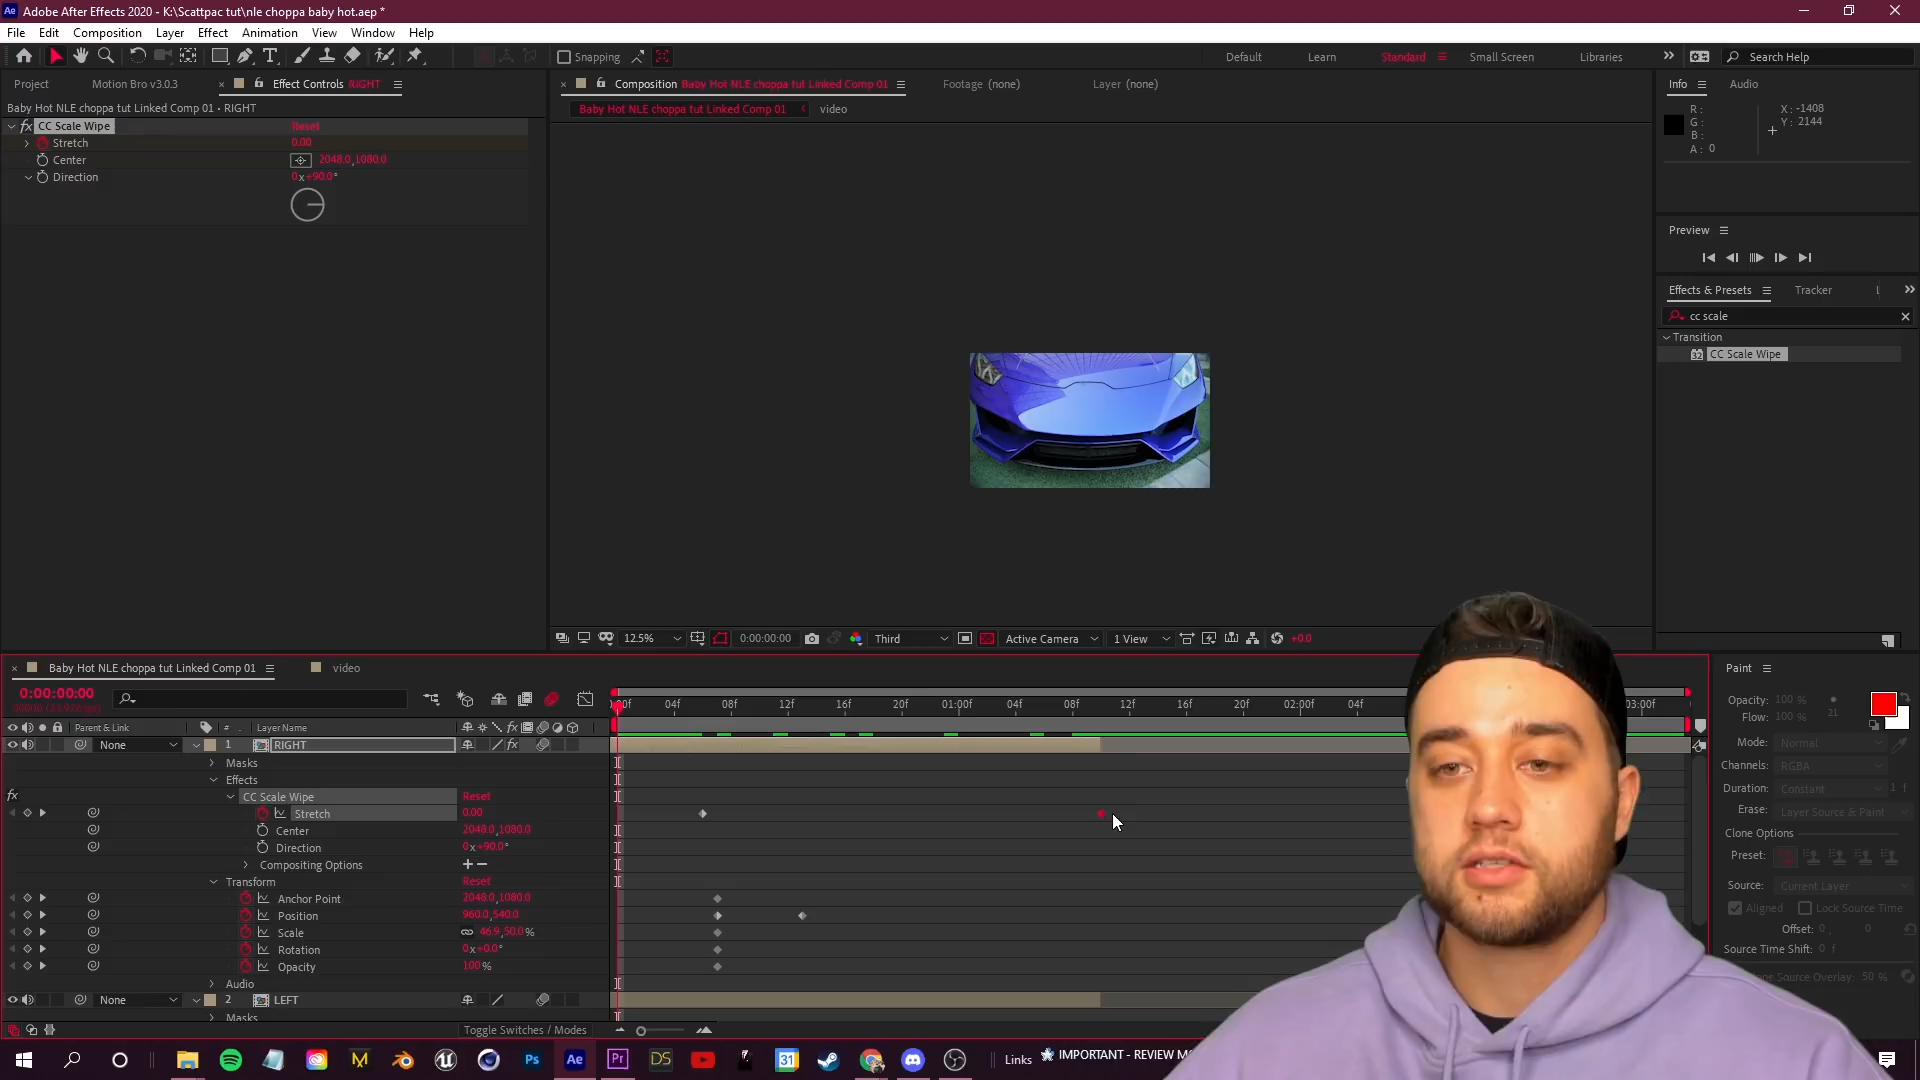 Adobe After Effects 2020 - K:\Scattpac tut\nle choppa baby hot.aep *
File Edit Composition Layer Effect Animation View Window Help
Snapping Default Learn Standard Small Screen Libraries Search Help
Project Motion Bro v3.0.3 Effect Controls RIGHT
Baby Hot NLE choppa tut Linked Comp 01 • RIGHT
fx CC Scale Wipe Reset
Stretch 0.00
Center 2048.0,1080.0
Direction 0x+90.0°
Composition Baby Hot NLE choppa tut Linked Comp 01 Footage (none) Layer (none)
Baby Hot NLE choppa tut Linked Comp 01 video
Info Audio
R: X: -1408
G: Y: 2144
B:
A: 0
Preview
Effects & Presets Tracker
cc scale
Transition
CC Scale Wipe
12.5% 0:00:00:00 Third Active Camera 1 View +0.0
Baby Hot NLE choppa tut Linked Comp 01 video
0:00:00:00
04f 08f 12f 16f 20f 01:00f 04f 08f 12f 16f 20f 02:00f 04f 03:00f
Parent & Link # Layer Name
None 1 RIGHT
Masks
Effects
fx CC Scale Wipe Reset
Stretch 0.00
Center 2048.0,1080.0
Direction 0x+90.0°
Compositing Options
Transform Reset
Anchor Point 2048.0,1080.0
Position 960.0,540.0
Scale 46.9,50.0%
Rotation 0x+0.0°
Opacity 100%
Audio
None 2 LEFT
Masks
Toggle Switches / Modes
Paint
Opacity: 100 %
Flow: 100 % 21
Mode: Normal
Channels: RGBA
Duration: Constant 1 f
Erase: Layer Source & Paint
Clone Options
Preset:
Source: Current Layer
Aligned Lock Source Time
Offset: 0, 0
Source Time Shift: 0 f
Source Overlay: 50 %
Ps Ae Pr DS 31 Links IMPORTANT - REVIEW